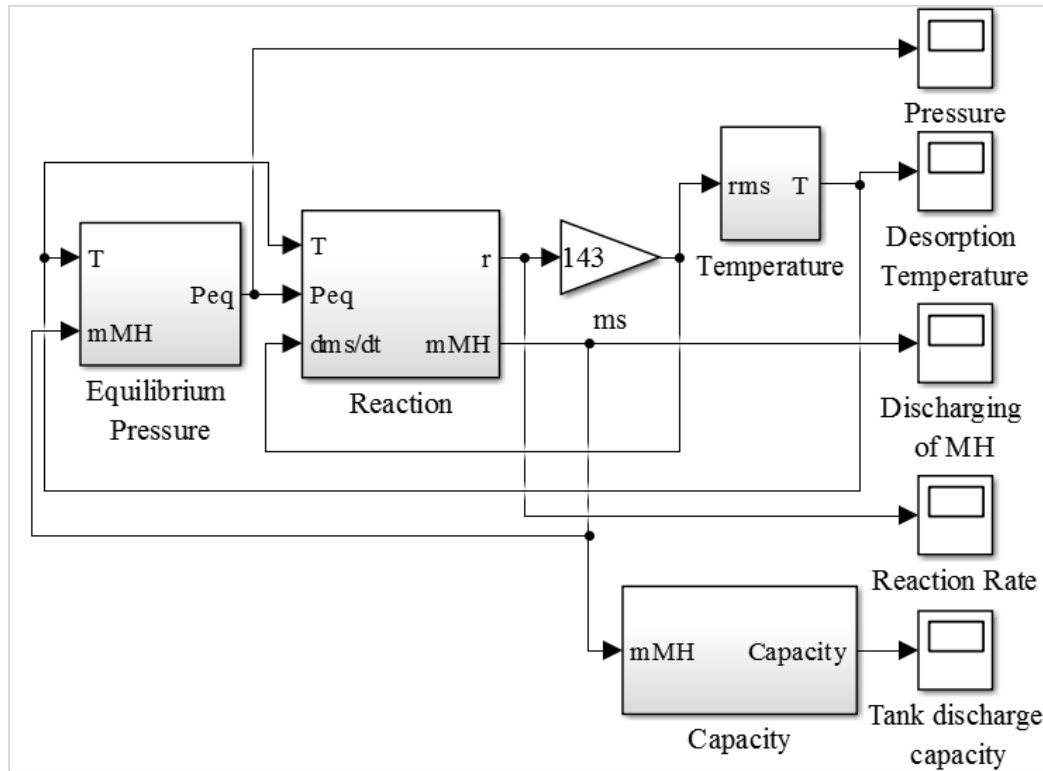 Pressure
rms T
Temperature
Desorption
Temperature
T
Peq
mMH
Equilibrium
Pressure
T
r
Peq
dms/dt
mMH
Reaction
143
ms
Discharging
of MH
Reaction Rate
mMH
Capacity
Capacity
Tank discharge
capacity